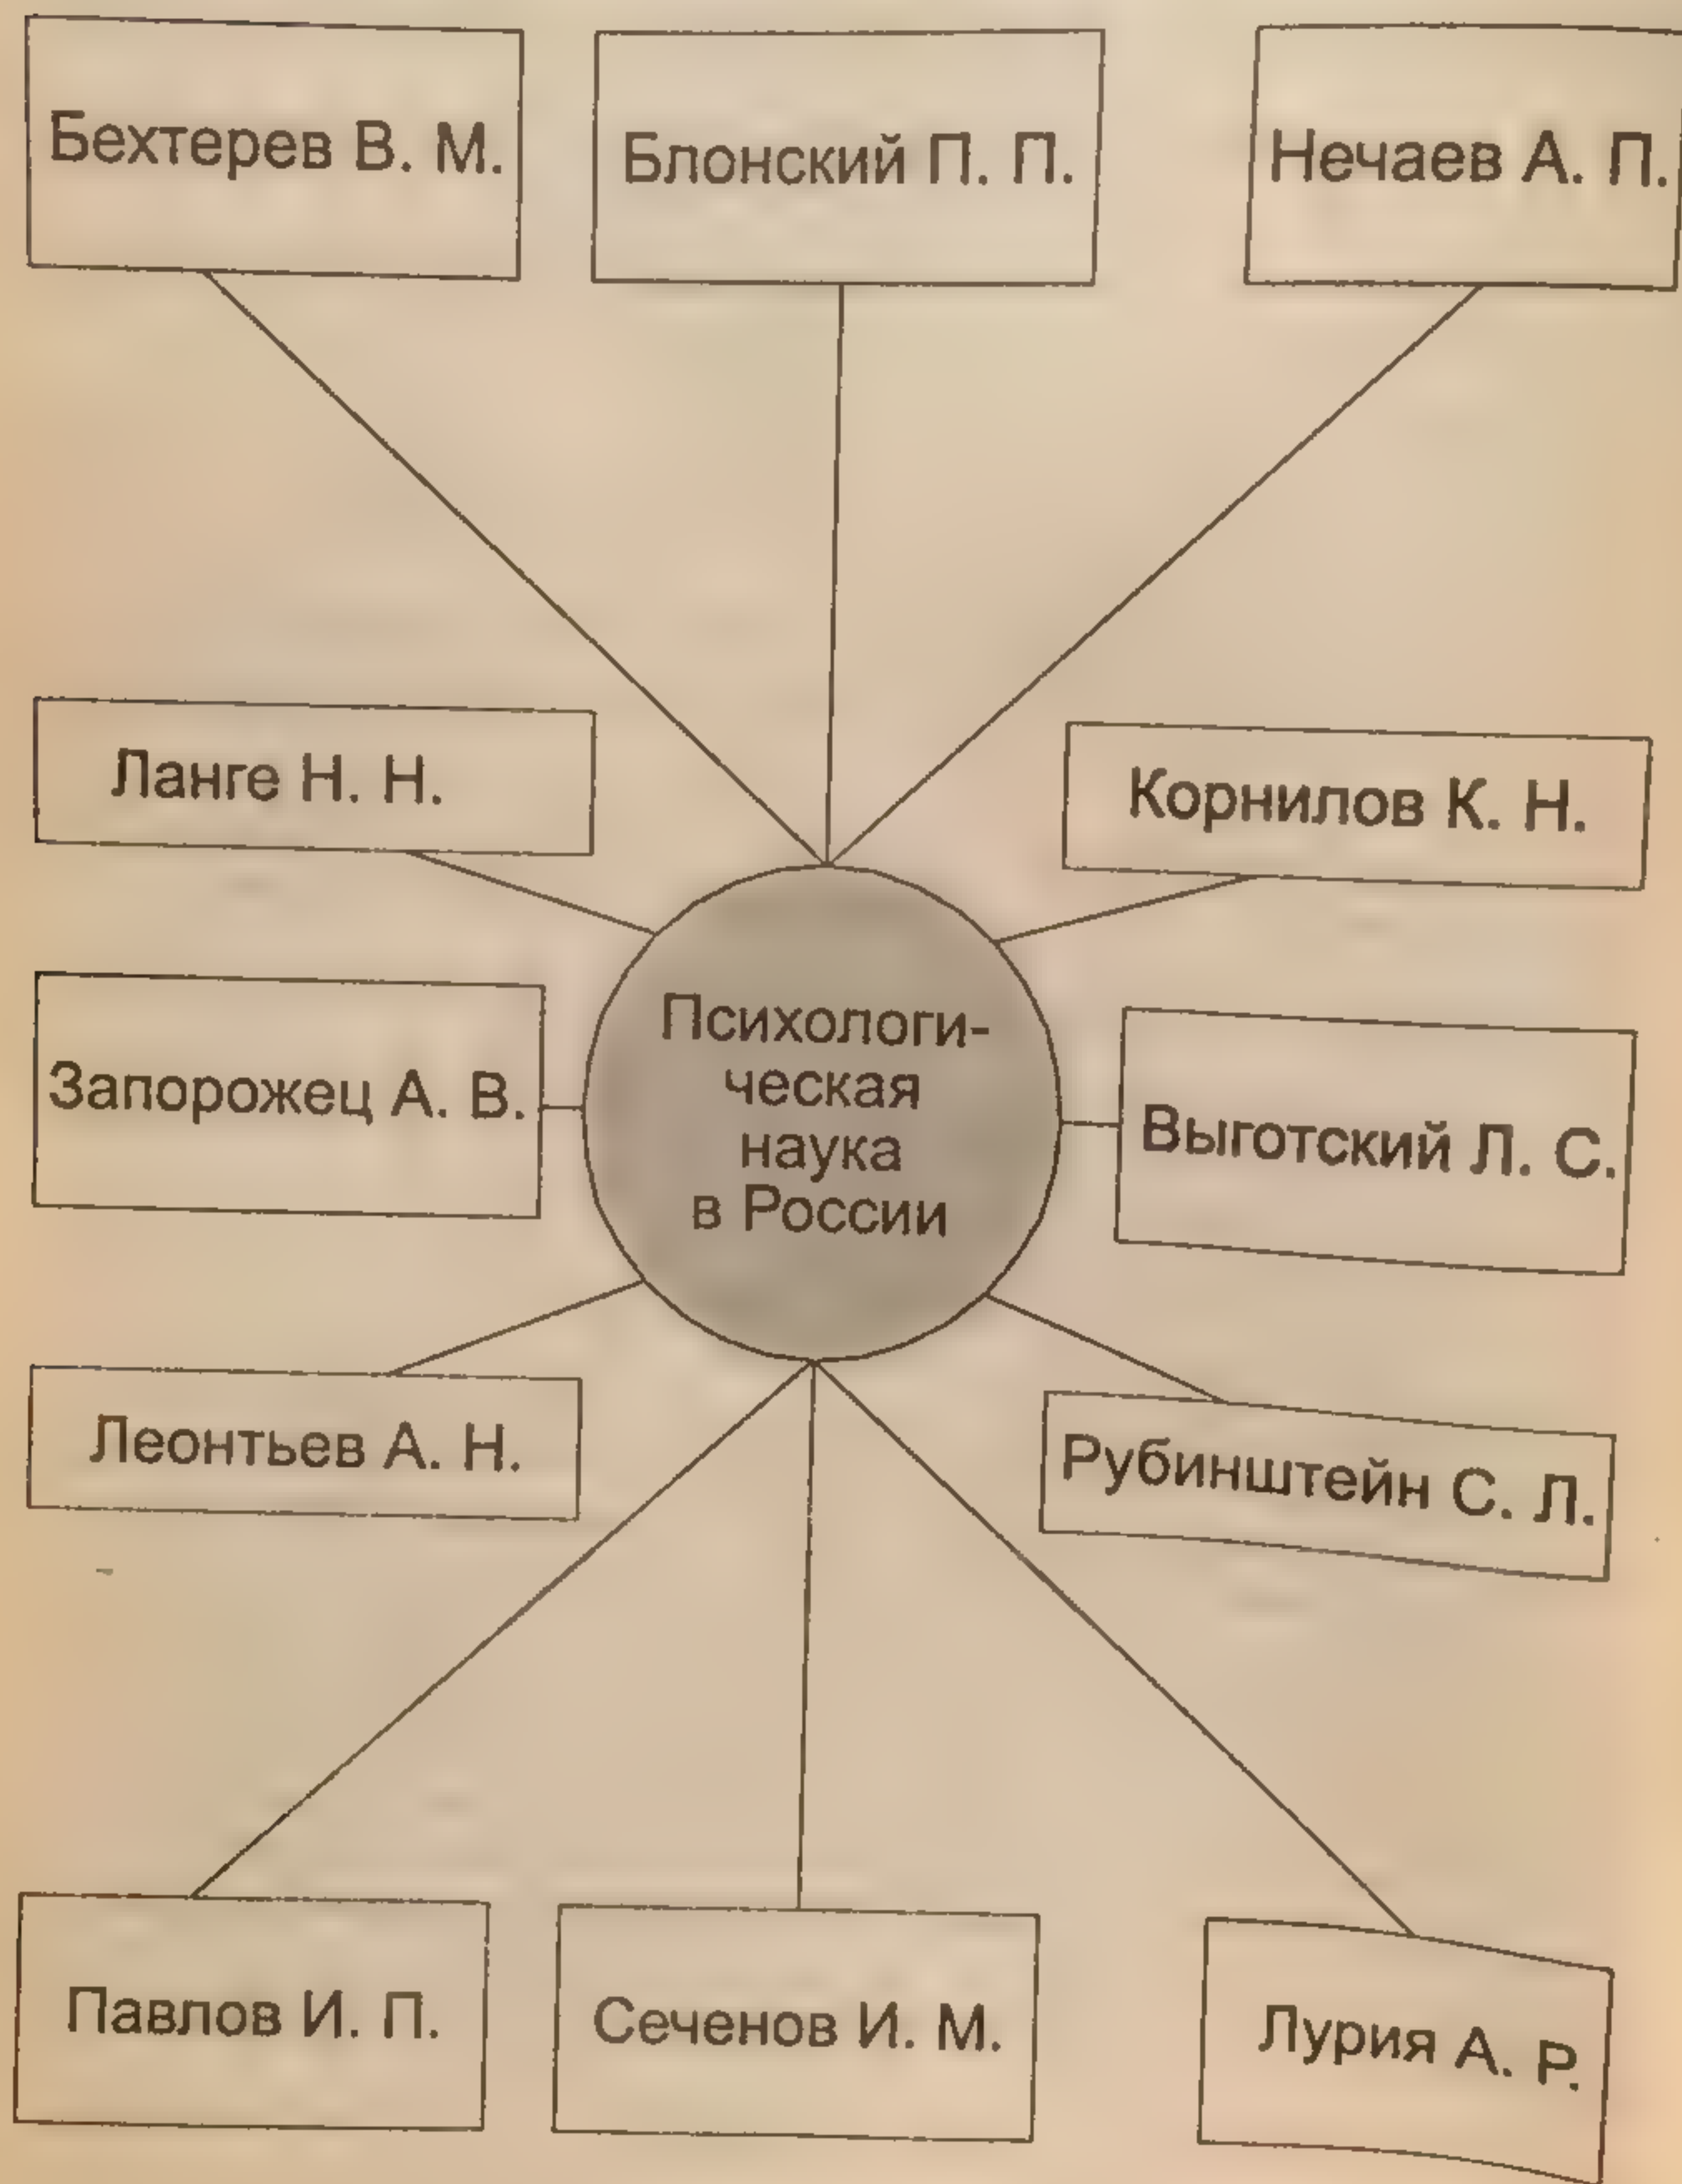 Бехтерев В. М.
Блонский П. П.
Нечаев А. П.
Ланге Н. Н.
Корнилов К. Н.
Психологи-
ческая
наука
в России
Запорожец А. В.
Выготский Л. С.
Леонтьев А. Н.
Рубинштейн С. Л.
Павлов И. П.
Сеченов И. М.
Лурия А. Р.